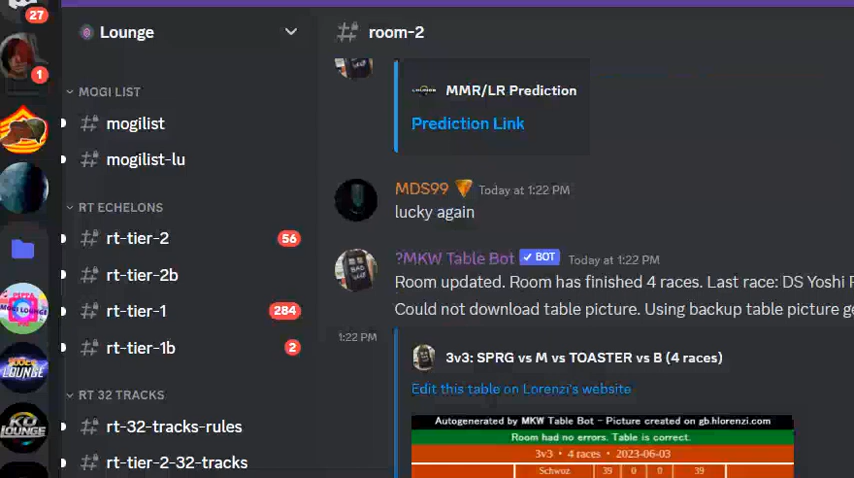 27
Lounge
# room-2
1
MOGI LIST
mogilist
mogilist-lu
RT ECHELONS
rt-tier-2 56
rt-tier-2b
rt-tier-1 284
rt-tier-1b 2
RT 32 TRACKS
rt-32-tracks-rules
rt-tier-2-32-tracks
MOGI LOUNGE
LOUNGE
KO LOUNGE
MMR/LR Prediction
Prediction Link
MDS99 Today at 1:22 PM
lucky again
?MKW Table Bot BOT Today at 1:22 PM
Room updated. Room has finished 4 races. Last race: DS Yoshi
Could not download table picture. Using backup table picture ge
1:22 PM
3v3: SPRG vs M vs TOASTER vs B (4 races)
Edit this table on Lorenzi's website
Autogenerated by MKW Table Bot - Picture created on gb.hlorenzi.com
Room had no errors. Table is correct.
3v3 • 4 races • 2023-06-03
Schwoz 39 0 0 39